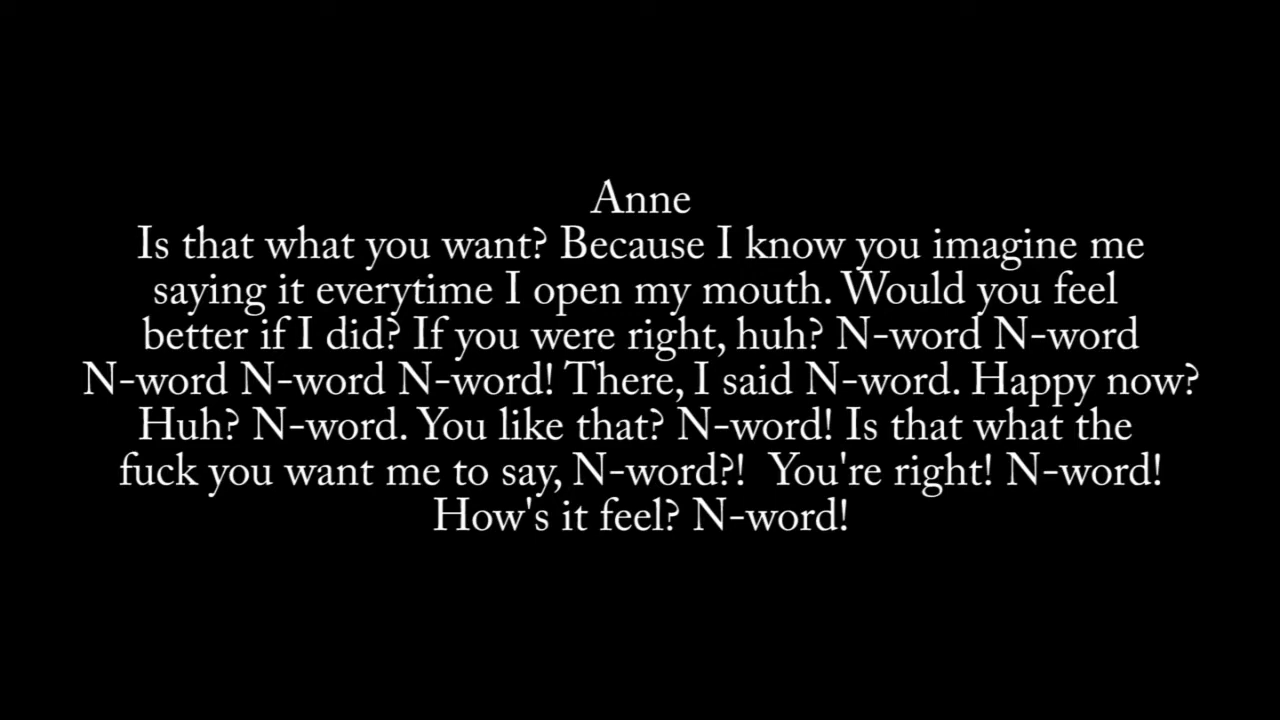 Anne
Is that what you want? Because I know you imagine me
saying it everytime I open my mouth. Would you feel
better if I did? If you were right, huh? N-word N-word
N-word N-word N-word! There, I said N-word. Happy now?
Huh? N-word. You like that? N-word! Is that what the
fuck you want me to say, N-word?!  You're right! N-word!
How's it feel? N-word!